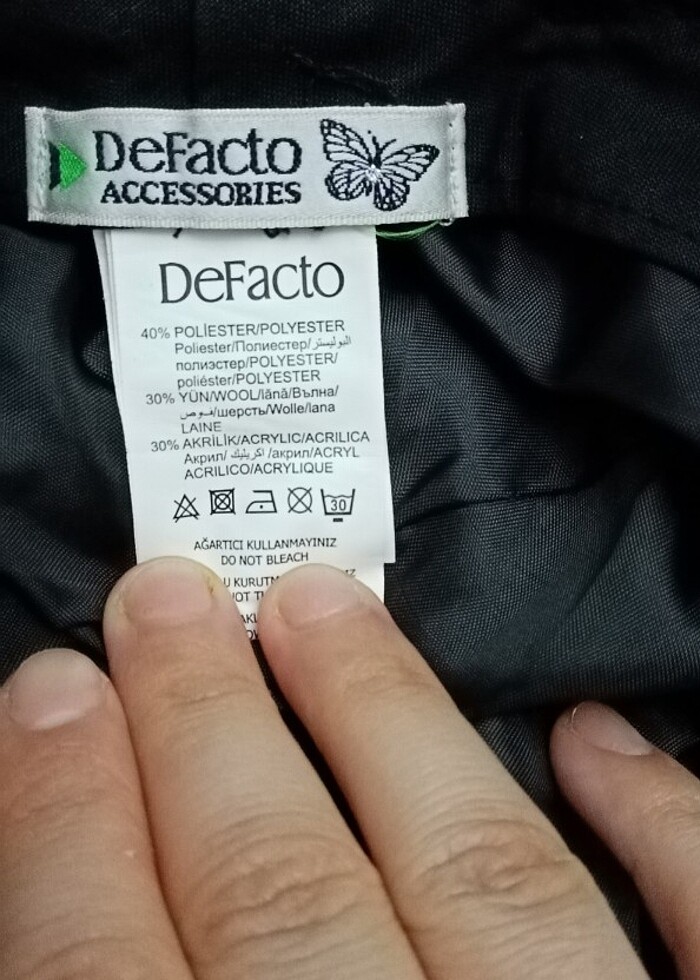 DeFacto
ACCESSORIES
DeFacto
40% POLİESTER/POLYESTER
Poliester/Полиестер/البوليستر
полиэстер/POLYESTER/
poliéster/POLYESTER
30% YÜN/WOOL/lănă/Вълна/
صوف/шерсть/Wolle/lana
LAINE
30% AKRİLİK/ACRYLIC/ACRILICA
Акрил/ اكريليك /акрил/ACRYL
ACRILICO/ACRYLIQUE
30
AĞARTICI KULLANMAYINIZ
DO NOT BLEACH